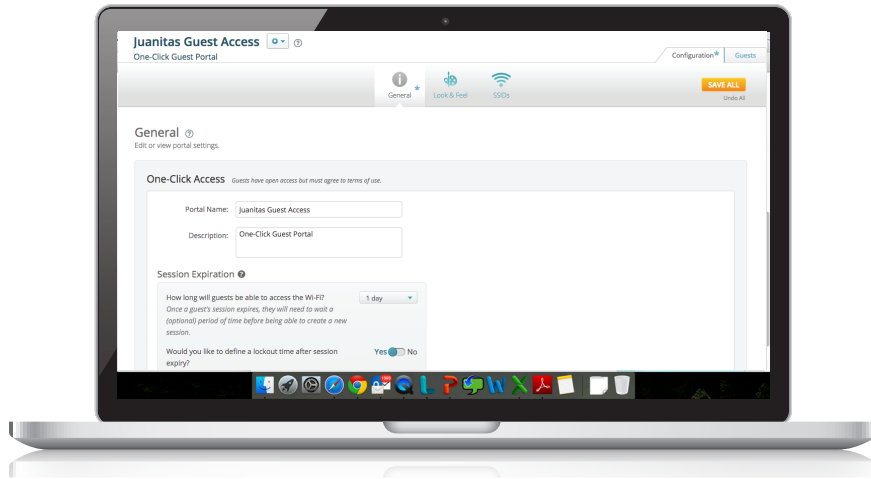 Juanitas Guest Access
One-Click Guest Portal
Configuration*
Guests
General *
Look & Feel
SSIDs
SAVE ALL
Undo All
General
Edit or view portal settings.
One-Click Access Guests have open access but must agree to terms of use.
Portal Name: Juanitas Guest Access
Description: One-Click Guest Portal
Session Expiration
How long will guests be able to access the Wi-Fi? 1 day
Once a guest's session expires, they will need to wait a
(optional) period of time before being able to create a new
session.
Would you like to define a lockout time after session Yes No
expiry?